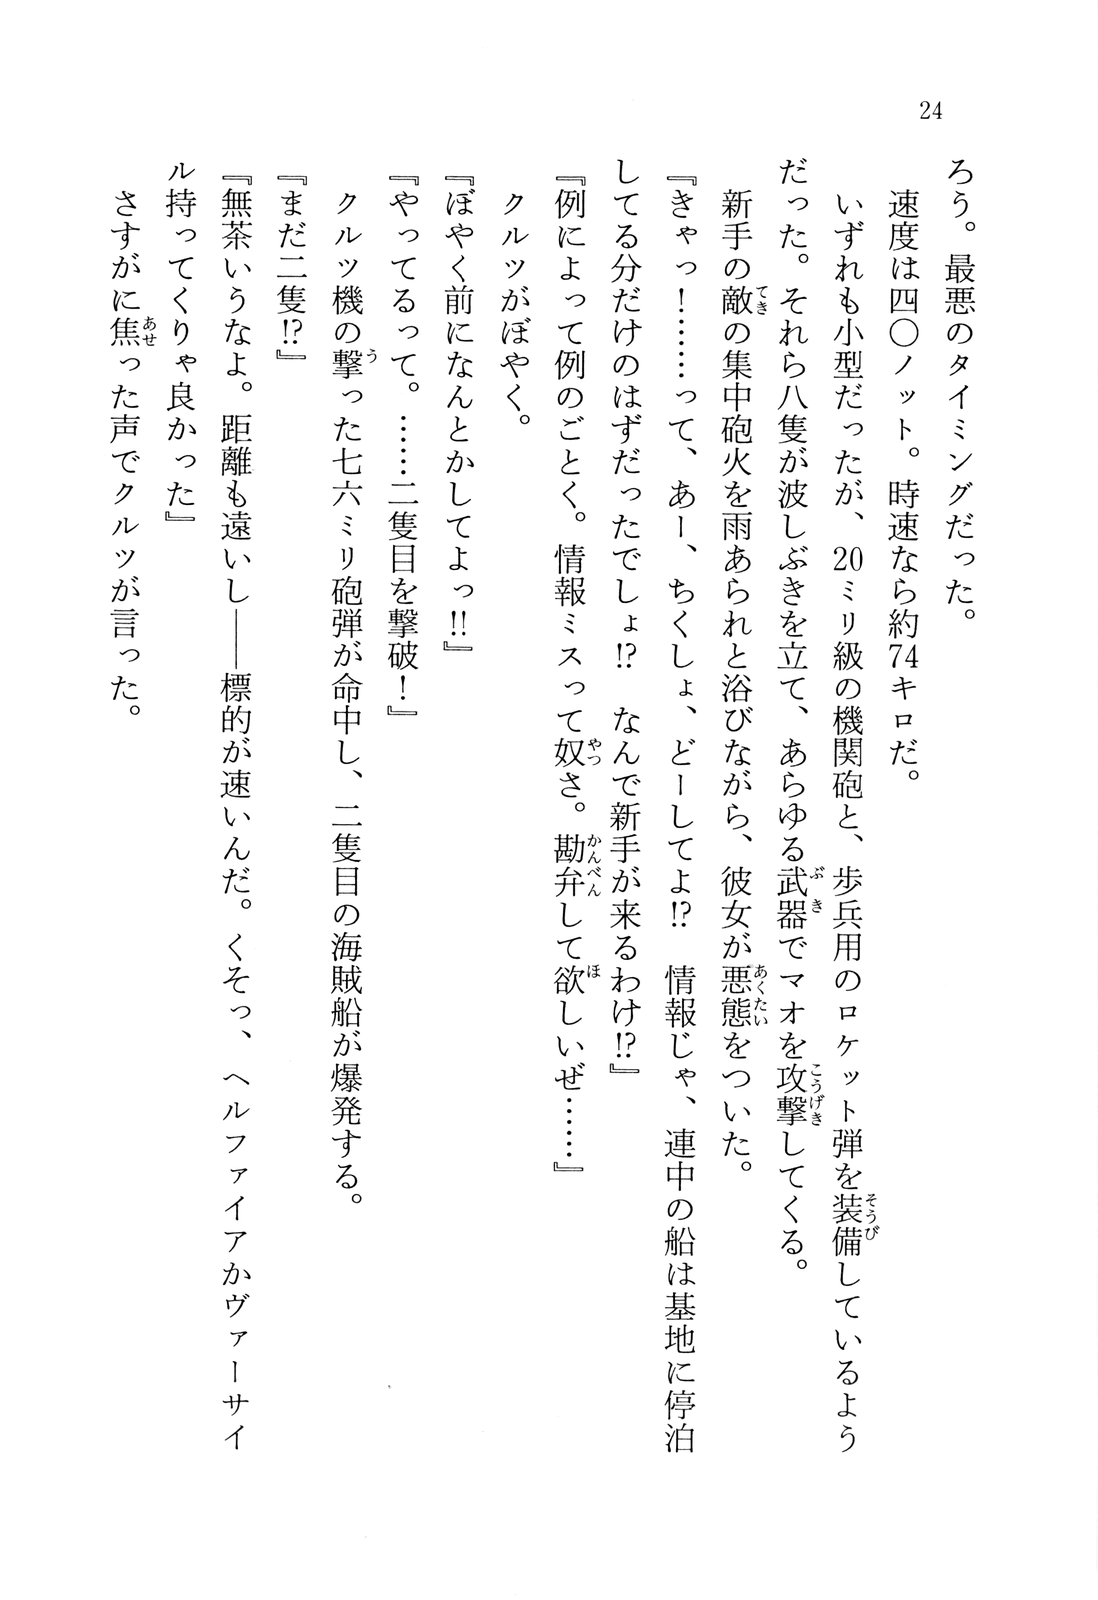 24
ろう。最悪のタイミングだった。
　速度は四〇ノット。時速なら約74キロだ。
　いずれも小型だったが、20ミリ級の機関砲と、歩兵用のロケット弾を装備しているよう
だった。それら八隻が波しぶきを立て、あらゆる武器でマオを攻撃してくる。
　新手の敵の集中砲火を雨あられと浴びながら、彼女が悪態をついた。
『きゃっ！……って、あー、ちくしょ、どーしてよ!?　情報じゃ、連中の船は基地に停泊
してる分だけのはずだったでしょ!?　なんで新手が来るわけ!?』
『例によって例のごとく。情報ミスって奴さ。勘弁して欲しいぜ……』
　クルツがぼやく。
『ぼやく前になんとかしてよっ!!』
『やってるって。……二隻目を撃破！』
　クルツ機の撃った七六ミリ砲弾が命中し、二隻目の海賊船が爆発する。
『まだ二隻!?』
『無茶いうなよ。距離も遠いし――標的が速いんだ。くそっ、ヘルファイアかヴァーサイ
ル持ってくりゃ良かった』
　さすがに焦った声でクルツが言った。